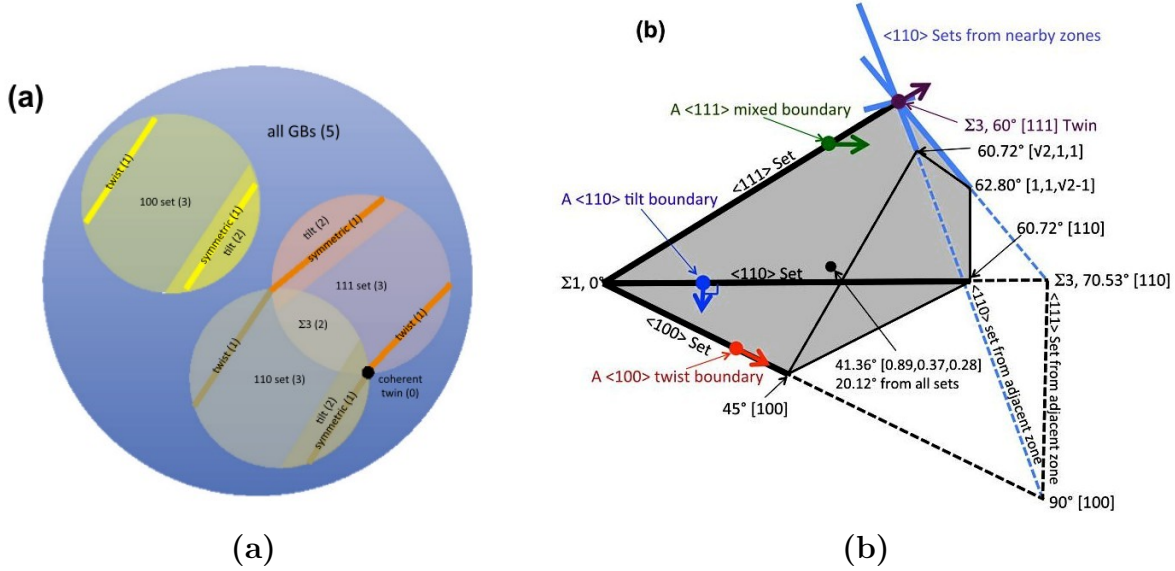 (a)
all GBs (5)
twist (1)
100 set (3)
symmetric (1)
tilt (2)
tilt (2)
symmetric (1)
111 set (3)
twist (1)
Σ3 (2)
twist (1)
110 set (3)
tilt (2)
symmetric (1)
coherent
twin (0)
(a)
(b)
<110> Sets from nearby zones
A <111> mixed boundary
Σ3, 60° [111] Twin
60.72° [√2,1,1]
<111> Set
62.80° [1,1,√2-1]
A <110> tilt boundary
60.72° [110]
Σ1, 0°
<110> Set
Σ3, 70.53° [110]
<100> Set
41.36° [0.89,0.37,0.28]
20.12° from all sets
A <100> twist boundary
45° [100]
<110> set from adjacent zone
<111> Set from adjacent zone
90° [100]
(b)